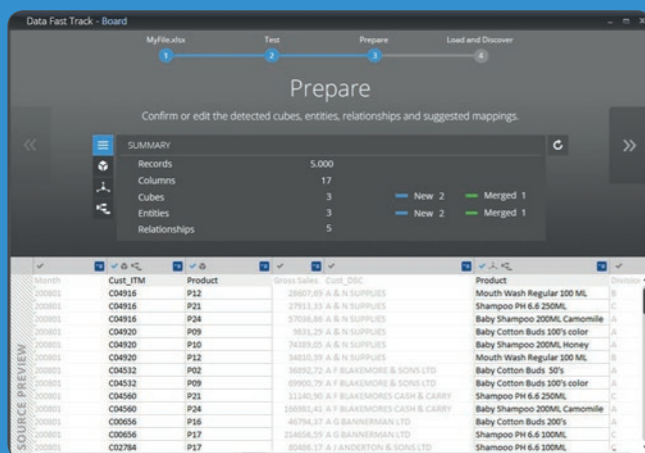 Data Fast Track - Board
MyFile.xlsx Test Prepare Load and Discover
1 2 3 4
Prepare
Confirm or edit the detected cubes, entities, relationships and suggested mappings.
SUMMARY
Records 5.000
Columns 17
Cubes 3 New 2 Merged 1
Entities 3 New 2 Merged 1
Relationships 5
SOURCE PREVIEW
Month Cust_ITM Product Gross Sales Cust_DSC Product Division
200801 C04916 P12 28607,89 A & N SUPPLIES Mouth Wash Regular 100 ML B
200801 C04916 P21 27913,33 A & N SUPPLIES Shampoo PH 6.6 250ML C
200801 C04916 P24 57036,86 A & N SUPPLIES Baby Shampoo 200ML Camomile A
200801 C04920 P09 9831,29 A & N SUPPLIES Baby Cotton Buds 100's color A
200801 C04920 P10 74389,05 A & N SUPPLIES Baby Shampoo 200ML Honey A
200801 C04920 P12 34810,39 A & N SUPPLIES Mouth Wash Regular 100 ML B
200801 C04532 P02 36892,72 A F BLAKEMORE & SONS LTD Baby Cotton Buds 50's A
200801 C04532 P09 69900,79 A F BLAKEMORE & SONS LTD Baby Cotton Buds 100's color A
200801 C04560 P21 11140,90 A F BLAKEMORES CASH & CARRY Shampoo PH 6.6 250ML C
200801 C04560 P24 166981,41 A F BLAKEMORES CASH & CARRY Baby Shampoo 200ML Camomile A
200801 C00656 P16 46794,37 A G BANNERMAN LTD Baby Cotton Buds 200's A
200801 C00656 P17 254656,59 A G BANNERMAN LTD Shampoo PH 6.6 100ML C
200801 C02784 P17 80486,17 A J ANDERTON & SONS LTD Shampoo PH 6.6 100ML C